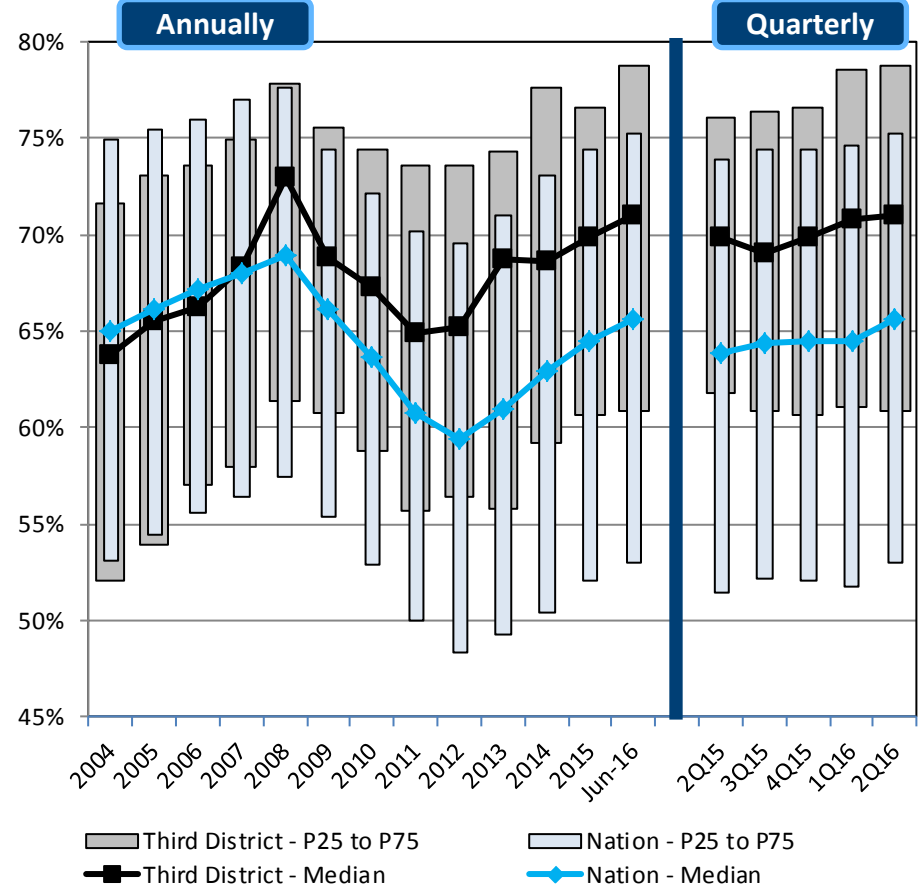 Annually
Quarterly
80%
75%
70%
65%
60%
55%
50%
45%
2004
2005
2006
2007
2008
2009
2010
2011
2012
2013
2014
2015
Jun-16
2Q15
3Q15
4Q15
1Q16
2Q16
Third District - P25 to P75
Nation - P25 to P75
Third District - Median
Nation - Median